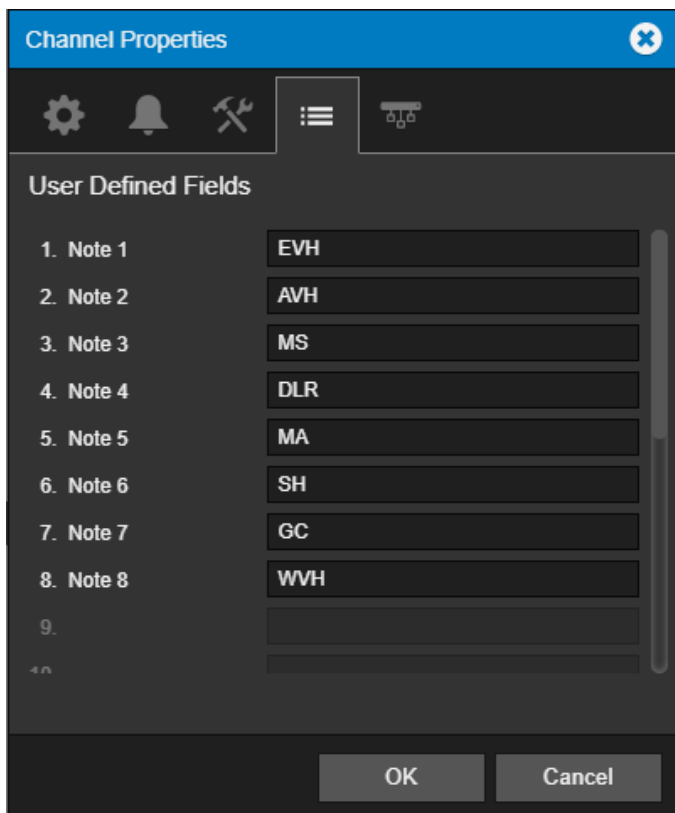 Channel Properties
User Defined Fields
1. Note 1 EVH
2. Note 2 AVH
3. Note 3 MS
4. Note 4 DLR
5. Note 5 MA
6. Note 6 SH
7. Note 7 GC
8. Note 8 WVH
9.
10.
OK Cancel